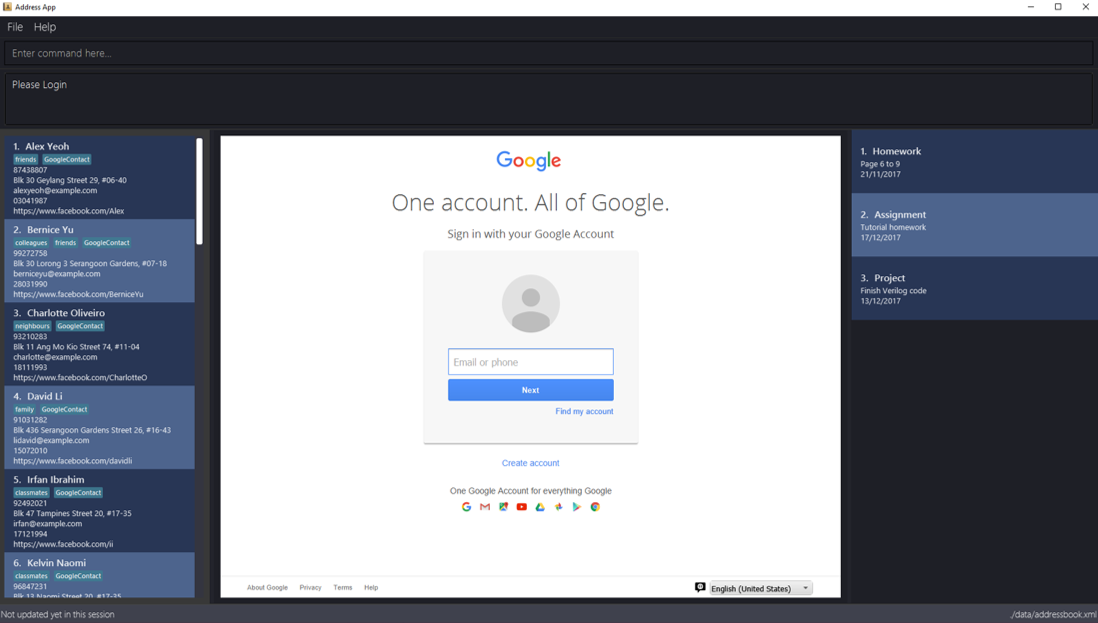 Address App
File Help
Enter command here...
Please Login
1. Alex Yeoh
friends GoogleContact
87438807
Blk 30 Geylang Street 29, #06-40
alexyeoh@example.com
03041987
https://www.facebook.com/Alex
2. Bernice Yu
colleagues friends GoogleContact
99272758
Blk 30 Lorong 3 Serangoon Gardens, #07-18
berniceyu@example.com
28031990
https://www.facebook.com/BerniceYu
3. Charlotte Oliveiro
neighbours GoogleContact
93210283
Blk 11 Ang Mo Kio Street 74, #11-04
charlotte@example.com
18111993
https://www.facebook.com/CharlotteO
4. David Li
family GoogleContact
91031282
Blk 436 Serangoon Gardens Street 26, #16-43
lidavid@example.com
15072010
https://www.facebook.com/davidli
5. Irfan Ibrahim
classmates GoogleContact
92492021
Blk 47 Tampines Street 20, #17-35
irfan@example.com
17121994
https://www.facebook.com/ii
6. Kelvin Naomi
classmates GoogleContact
96847231
Blk 13 Naomi Street 20, #17-35
Google
One account. All of Google.
Sign in with your Google Account
Email or phone
Next
Find my account
Create account
One Google Account for everything Google
About Google Privacy Terms Help
English (United States)
1. Homework
Page 6 to 9
21/11/2017
2. Assignment
Tutorial homework
17/12/2017
3. Project
Finish Verilog code
13/12/2017
Not updated yet in this session
./data/addressbook.xml